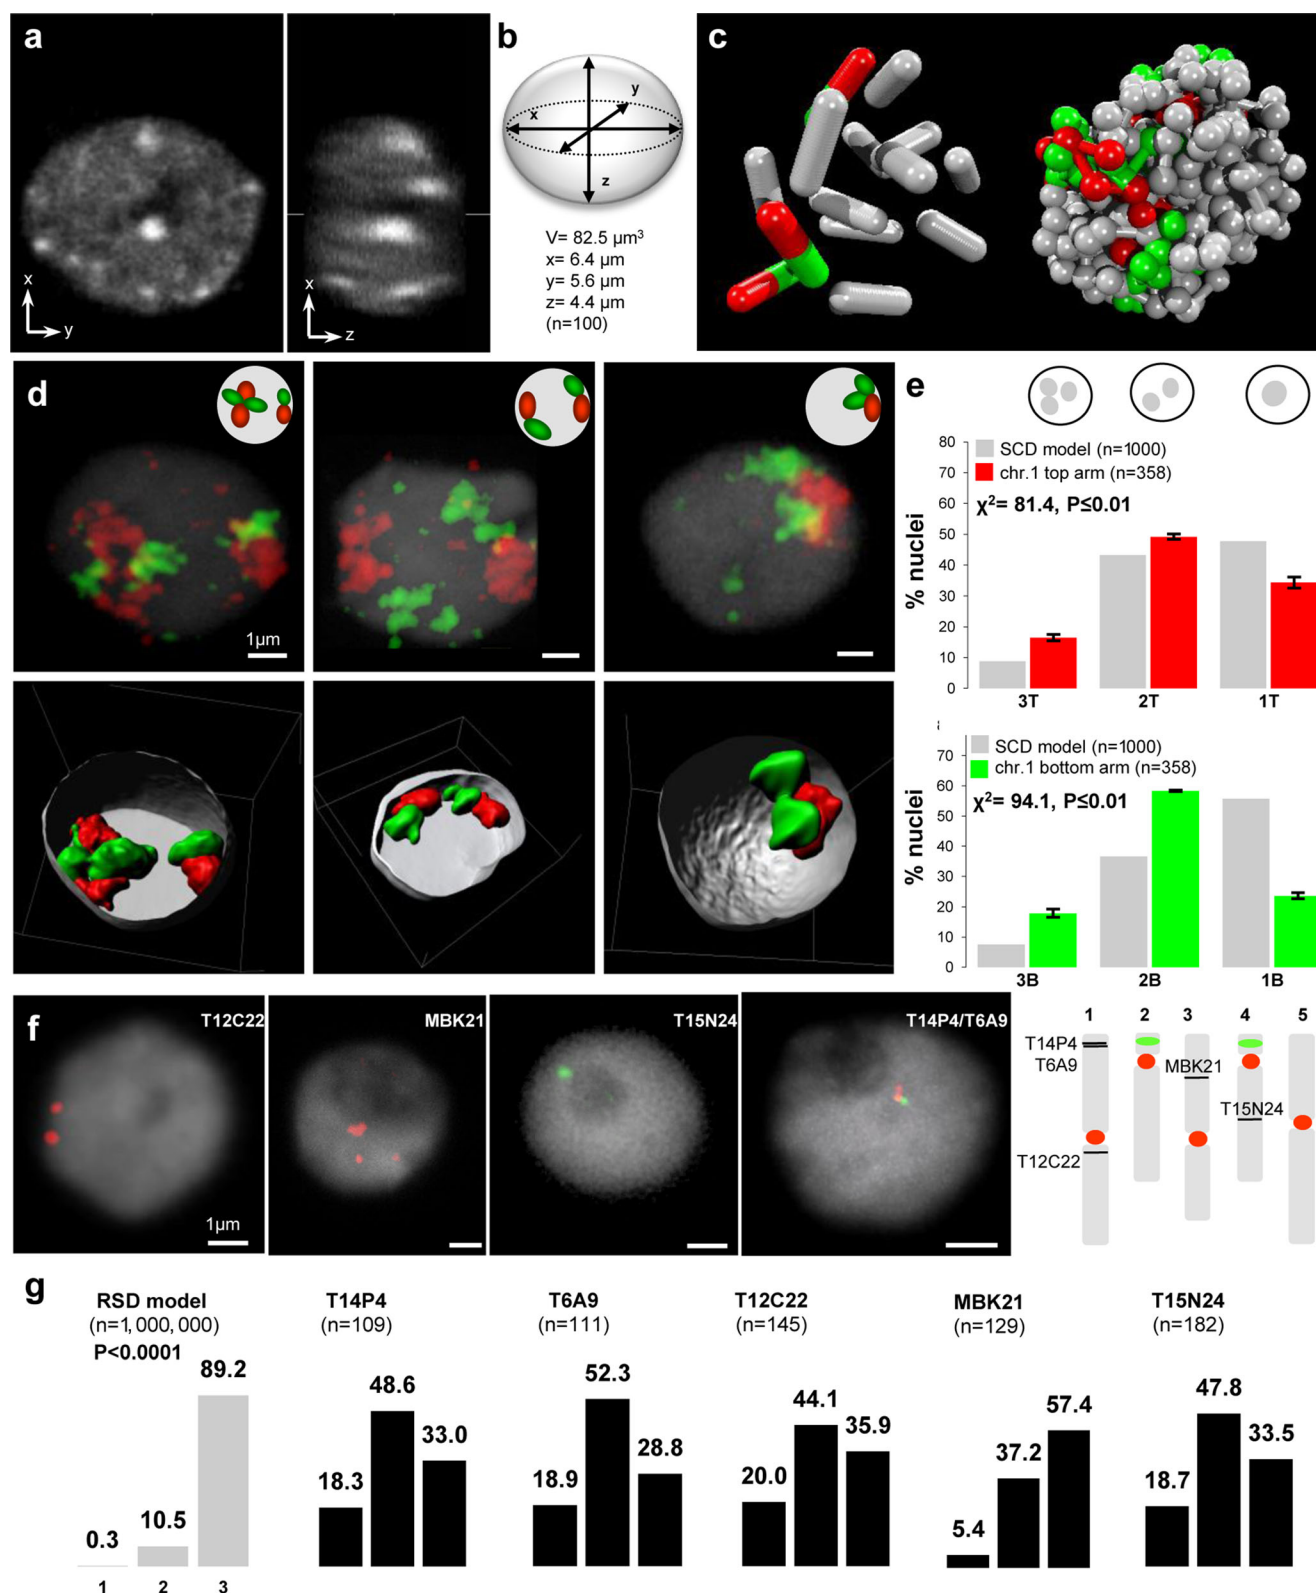 a
x
y
x
z
b
x
y
z
V= 82.5 µm³
x= 6.4 µm
y= 5.6 µm
z= 4.4 µm
(n=100)
c
d
1µm
e
80
70
60
50
40
30
20
10
0
% nuclei
SCD model (n=1000)
chr.1 top arm (n=358)
χ²= 81.4, P≤0.01
3T 2T 1T
70
60
50
40
30
20
10
0
% nuclei
SCD model (n=1000)
chr.1 bottom arm (n=358)
χ²= 94.1, P≤0.01
3B 2B 1B
f
T12C22
1µm
MBK21
T15N24
T14P4/T6A9
1 2 3 4 5
T14P4
T6A9
MBK21
T15N24
T12C22
g
RSD model
(n=1,000,000)
P<0.0001
0.3
10.5
89.2
1 2 3
T14P4
(n=109)
18.3
48.6
33.0
T6A9
(n=111)
18.9
52.3
28.8
T12C22
(n=145)
20.0
44.1
35.9
MBK21
(n=129)
5.4
37.2
57.4
T15N24
(n=182)
18.7
47.8
33.5